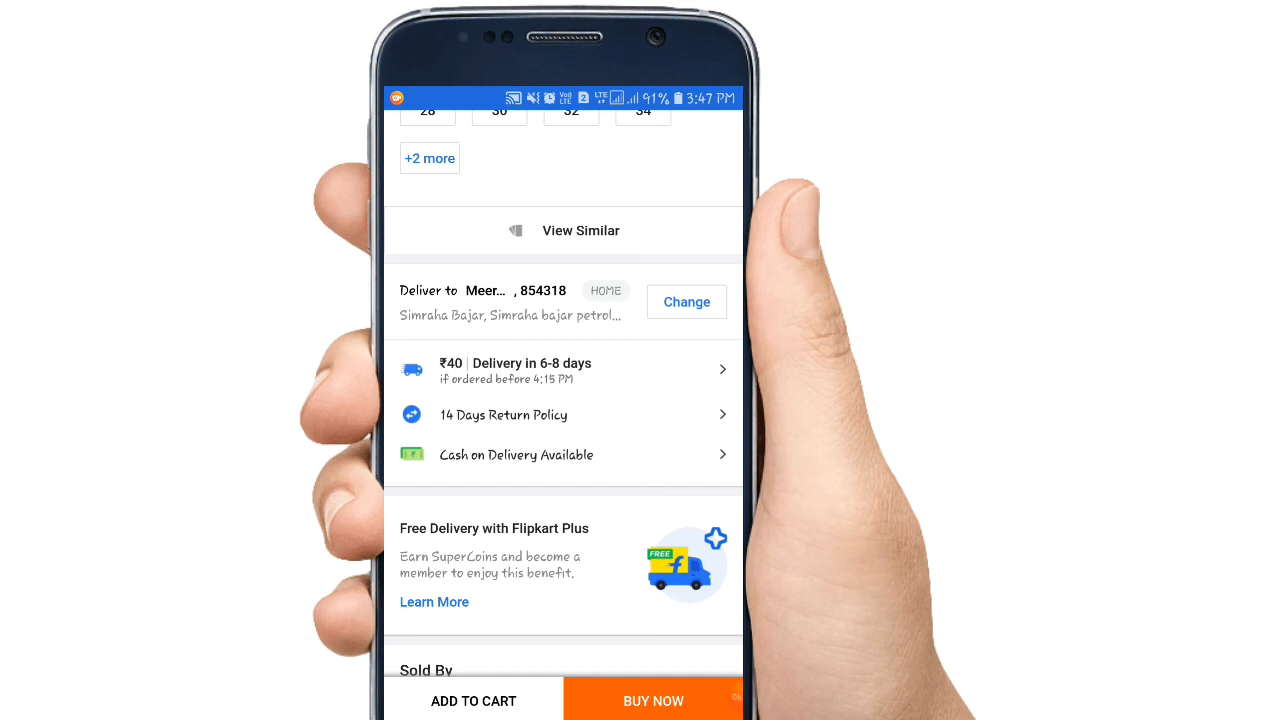 LTE 2 LTE 91% 3:47 PM
28 30 32 34
+2 more
View Similar
Deliver to Meer... , 854318 HOME
Change
Simraha Bajar, Simraha bajar petrol...
₹40 | Delivery in 6-8 days
if ordered before 4:15 PM
14 Days Return Policy
Cash on Delivery Available
Free Delivery with Flipkart Plus
Earn SuperCoins and become a
member to enjoy this benefit.
FREE
Learn More
Sold By
ADD TO CART BUY NOW